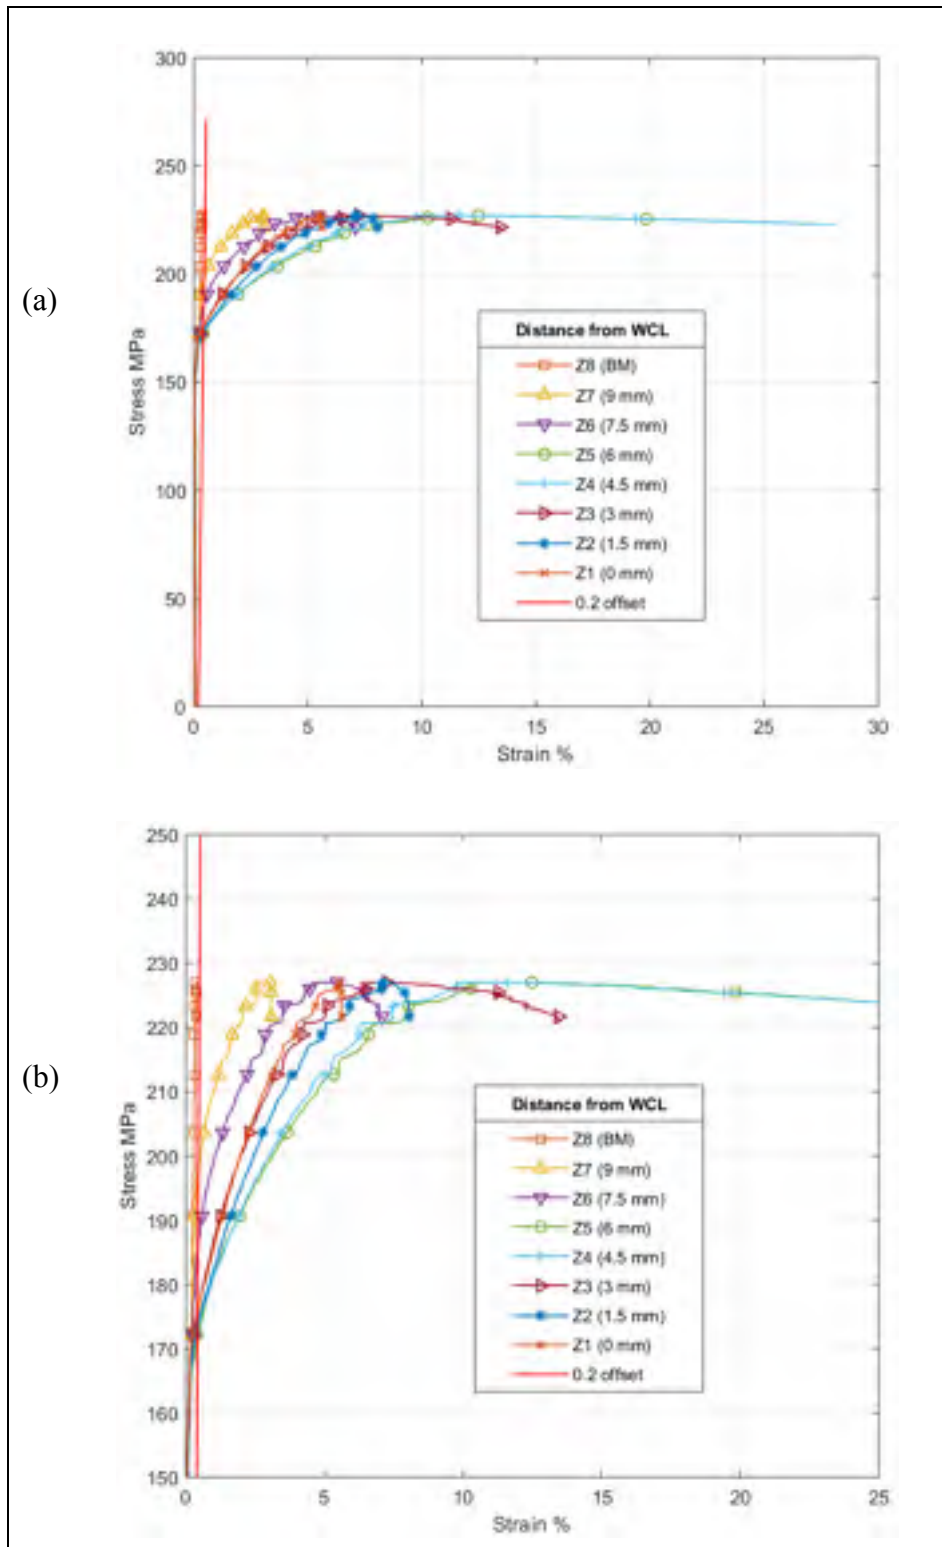 (a)
Stress MPa
300
250
200
150
100
50
0
Distance from WCL
Z8 (BM)
Z7 (9 mm)
Z6 (7.5 mm)
Z5 (6 mm)
Z4 (4.5 mm)
Z3 (3 mm)
Z2 (1.5 mm)
Z1 (0 mm)
0.2 offset
0 5 10 15 20 25 30
Strain %
(b)
Stress MPa
250
240
230
220
210
200
190
180
170
160
150
Distance from WCL
Z8 (BM)
Z7 (9 mm)
Z6 (7.5 mm)
Z5 (6 mm)
Z4 (4.5 mm)
Z3 (3 mm)
Z2 (1.5 mm)
Z1 (0 mm)
0.2 offset
0 5 10 15 20 25
Strain %